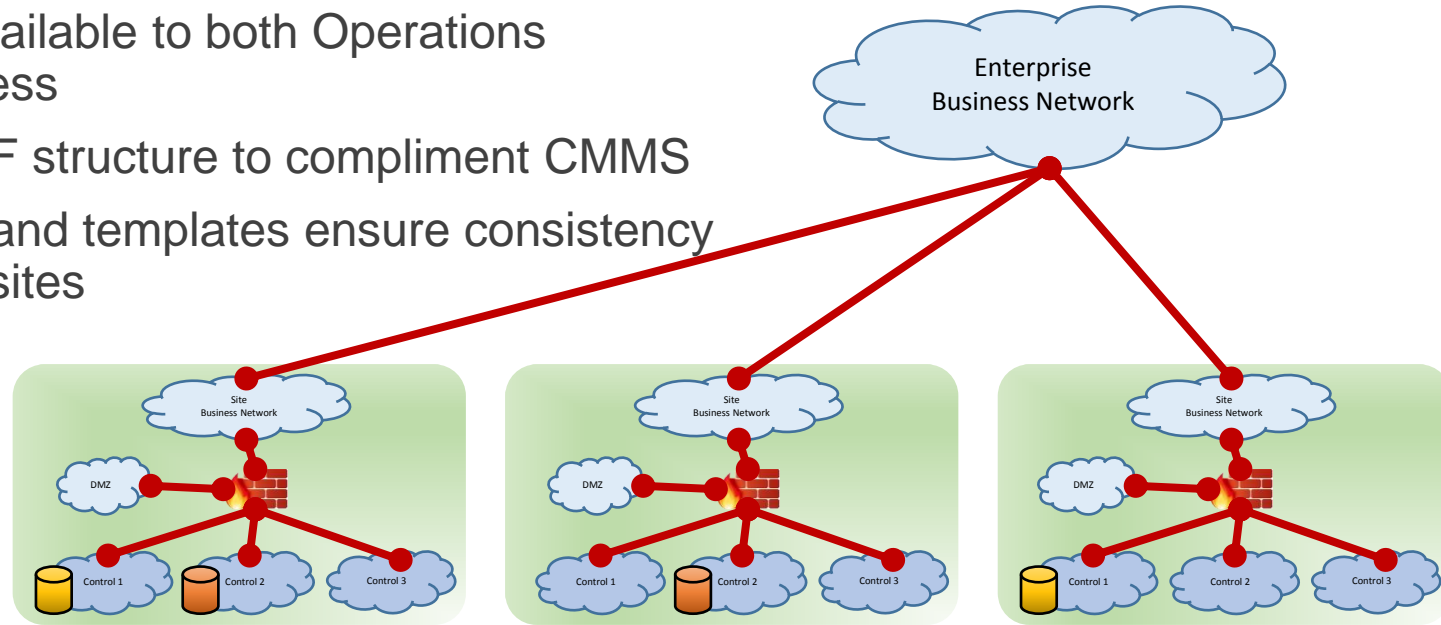 ailable to both Operations
ess
F structure to compliment CMMS
and templates ensure consistency
sites
Enterprise
Business Network
Site
Business Network
Site
Business Network
Site
Business Network
DMZ
DMZ
DMZ
Control 1
Control 2
Control 3
Control 1
Control 2
Control 3
Control 1
Control 2
Control 3